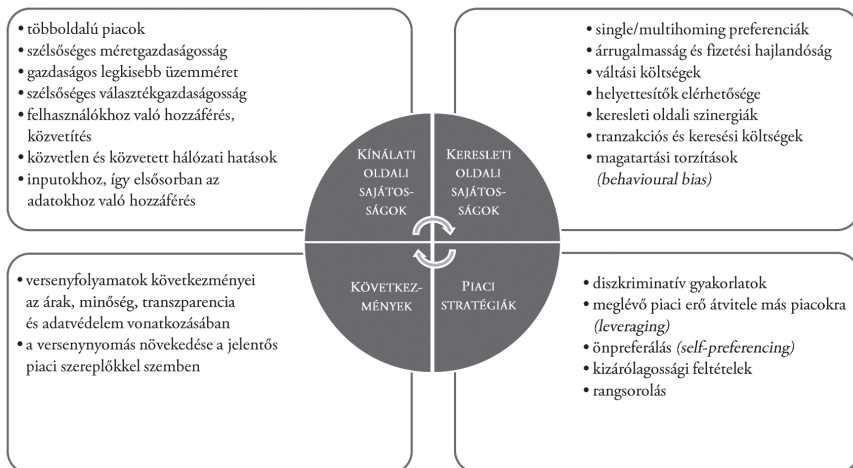 • többoldalú piacok
• szélsőséges méretgazdaságosság
• gazdaságos legkisebb üzemméret
• szélsőséges választékgazdaságosság
• felhasználókhoz való hozzáférés,
közvetítés
• közvetlen és közvetett hálózati hatások
• inputokhoz, így elsősorban az
adatokhoz való hozzáférés
• single/multihoming preferenciák
• árrugalmasság és fizetési hajlandóság
• váltási költségek
• helyettesítők elérhetősége
• keresleti oldali szinergiák
• tranzakciós és keresési költségek
• magatartási torzítások
(behavioural bias)
KÍNÁLATI
OLDALI
SAJÁTOS-
SÁGOK
KERESLETI
OLDALI
SAJÁTOS-
SÁGOK
KÖVETKEZ-
MÉNYEK
PIACI
STRATÉGIÁK
• versenyfolyamatok következményei
az árak, minőség, transzparencia
és adatvédelem vonatkozásában
• a versenynyomás növekedése a jelentős
piaci szereplőkkel szemben
• diszkriminatív gyakorlatok
• meglévő piaci erő átvitele más piacokra
(leveraging)
• önpreferálás (self-preferencing)
• kizárólagossági feltételek
• rangsorolás